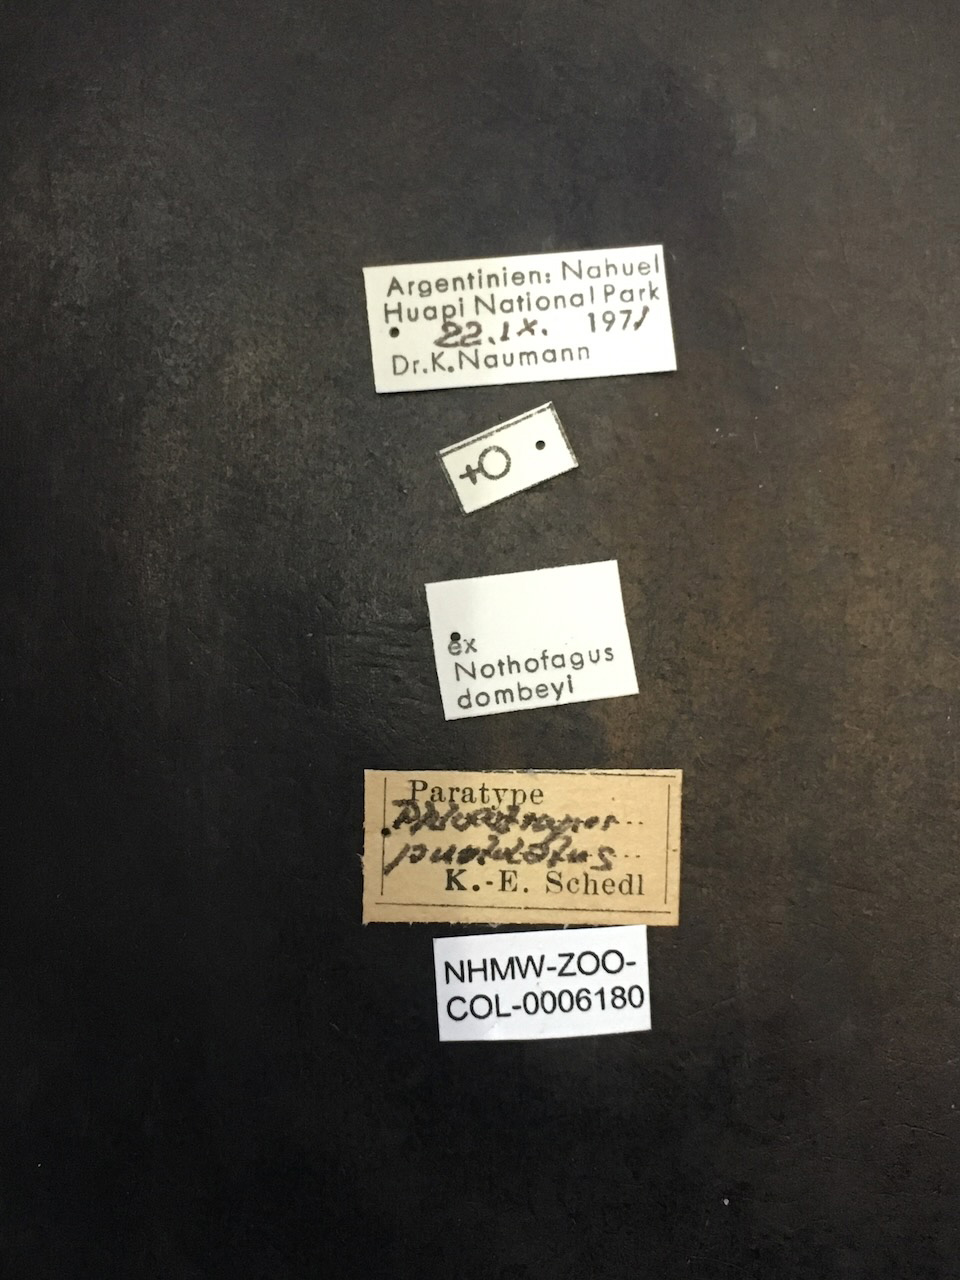 Argentinien: Nahuel
Huapi National Park
22.IX. 1971
Dr.K.Naumann
♀
ex
Nothofagus
dombeyi
Paratype
punctatus
K.-E. Schedl
NHMW-ZOO-
COL-0006180